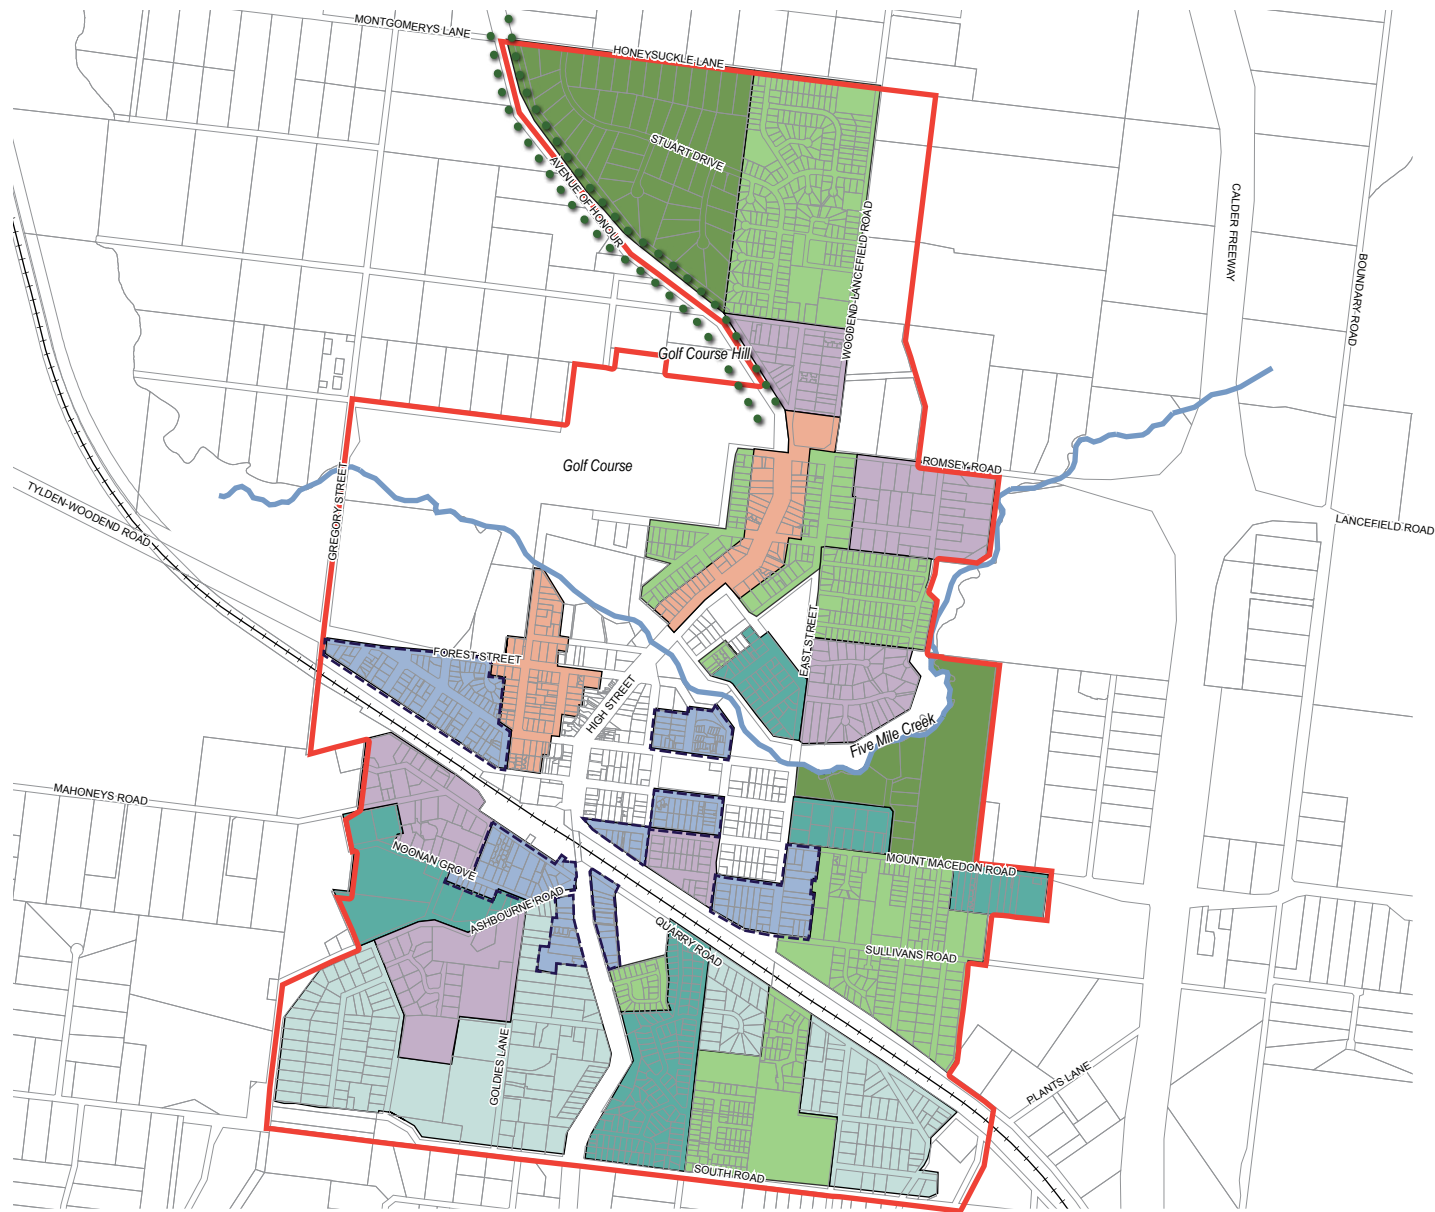 MONTGOMERYS LANE
HONEYSUCKLE LANE
STUART DRIVE
AVENUE OF HONOUR
WOODEND-LANCEFIELD ROAD
CALDER FREEWAY
BOUNDARY ROAD
Golf Course Hill
Golf Course
ROMSEY ROAD
LANCEFIELD ROAD
TYLDEN-WOODEND ROAD
GREGORY STREET
FOREST STREET
HIGH STREET
EAST STREET
Five Mile Creek
MAHONEYS ROAD
NOONAN GROVE
ASHBOURNE ROAD
MOUNT MACEDON ROAD
QUARRY ROAD
SULLIVANS ROAD
GOLDIES LANE
PLANTS LANE
SOUTH ROAD